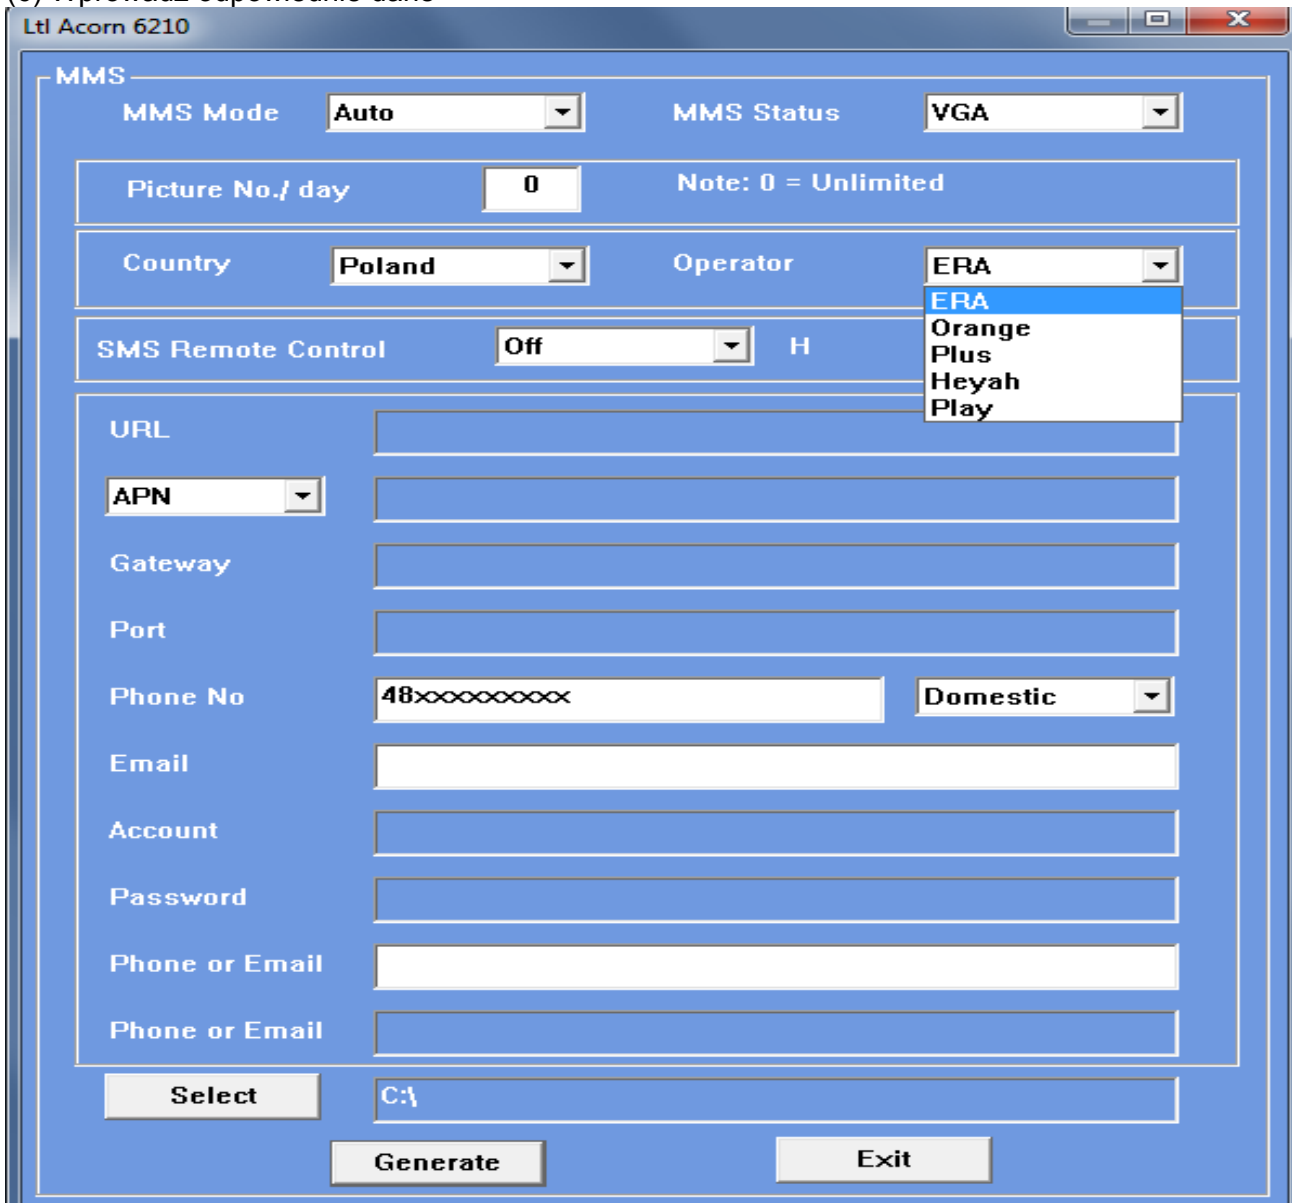 Ltl Acorn 6210
MMS
MMS Mode Auto MMS Status VGA
Picture No./ day 0 Note: 0 = Unlimited
Country Poland Operator ERA
ERA
Orange
Plus
Heyah
Play
SMS Remote Control Off H
URL
APN
Gateway
Port
Phone No 48xxxxxxxxx Domestic
Email
Account
Password
Phone or Email
Phone or Email
Select C:\
Generate Exit